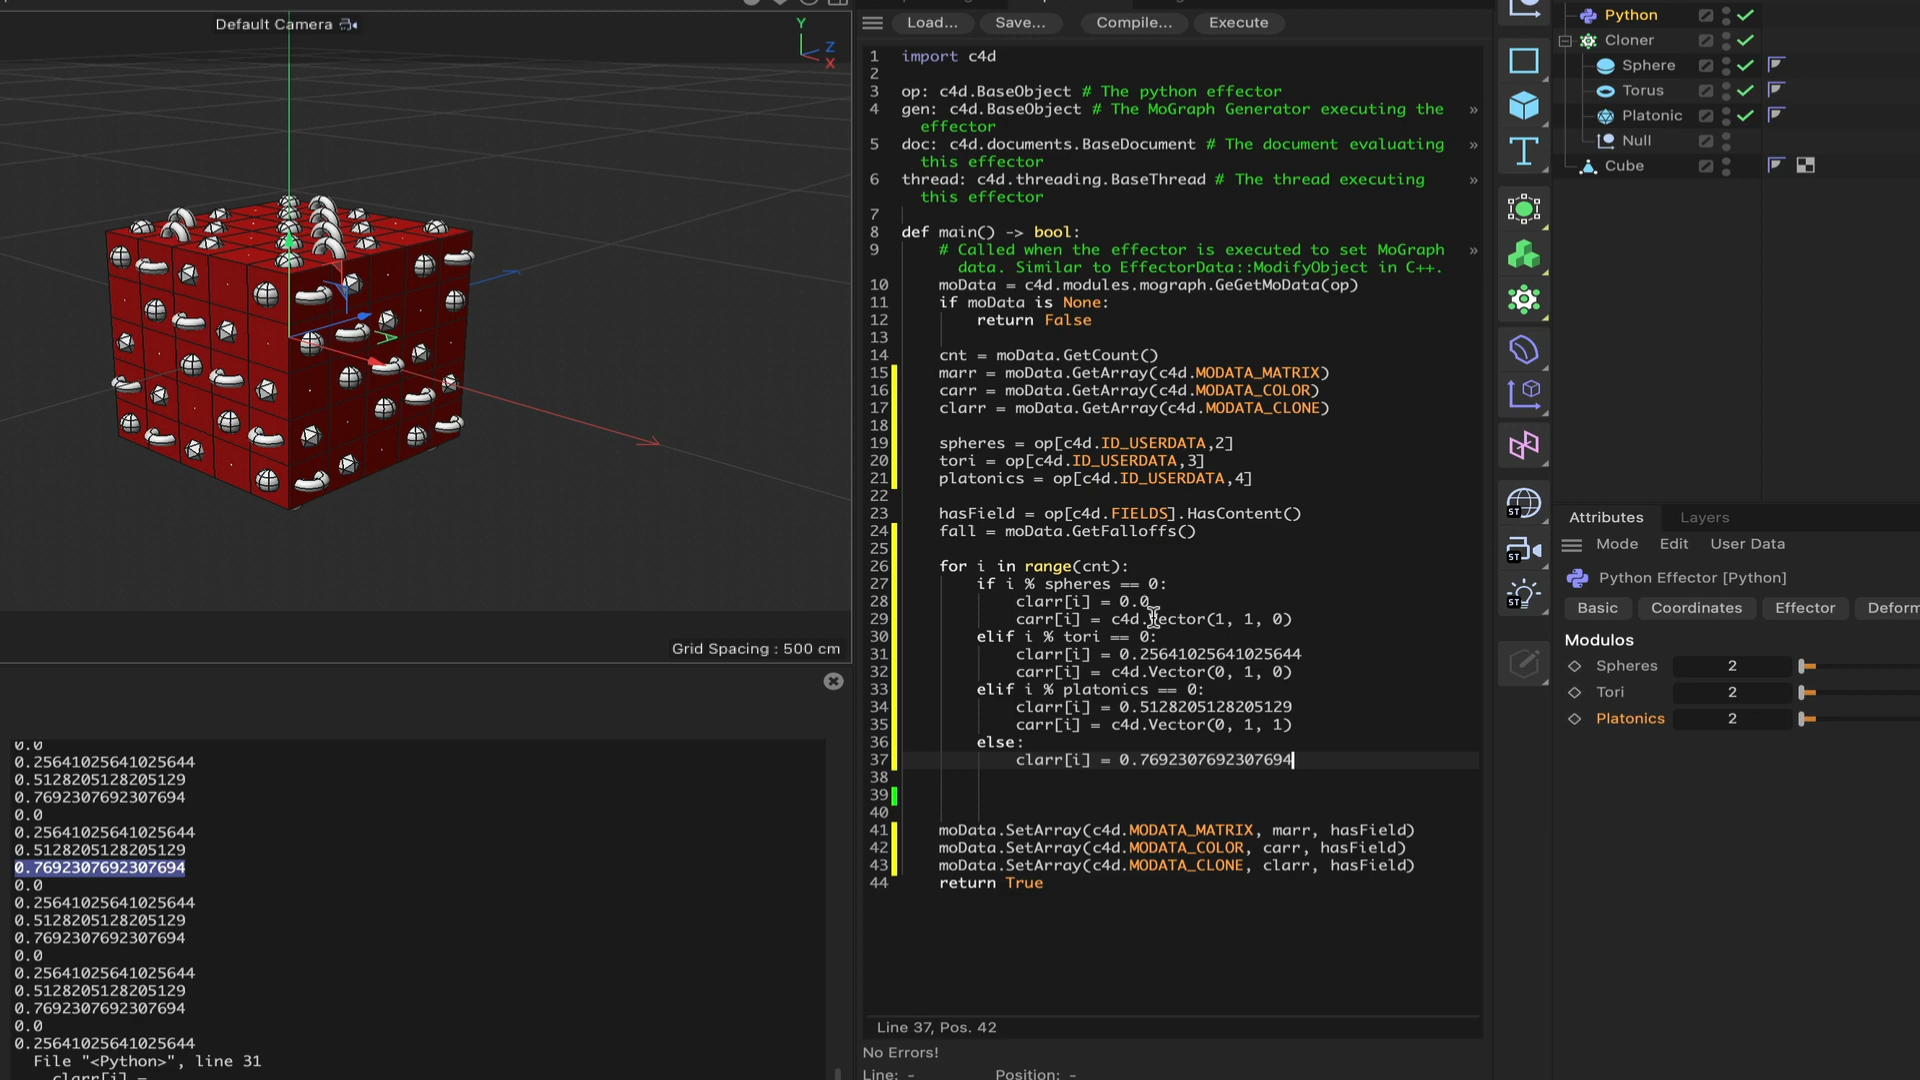 Default Camera
Y
Z
X
Grid Spacing : 500 cm
0.0
0.25641025641025644
0.5128205128205129
0.7692307692307694
0.0
0.25641025641025644
0.5128205128205129
0.7692307692307694
0.0
0.25641025641025644
0.5128205128205129
0.7692307692307694
0.0
0.25641025641025644
0.5128205128205129
0.7692307692307694
0.0
0.25641025641025644
File "<Python>", line 31
clarr[i] =
Load... Save... Compile... Execute
1 import c4d
2
3 op: c4d.BaseObject # The python effector
4 gen: c4d.BaseObject # The MoGraph Generator executing the »
effector
5 doc: c4d.documents.BaseDocument # The document evaluating »
this effector
6 thread: c4d.threading.BaseThread # The thread executing »
this effector
7
8 def main() -> bool:
9 # Called when the effector is executed to set MoGraph »
data. Similar to EffectorData::ModifyObject in C++.
10 moData = c4d.modules.mograph.GeGetMoData(op)
11 if moData is None:
12 return False
13
14 cnt = moData.GetCount()
15 marr = moData.GetArray(c4d.MODATA_MATRIX)
16 carr = moData.GetArray(c4d.MODATA_COLOR)
17 clarr = moData.GetArray(c4d.MODATA_CLONE)
18
19 spheres = op[c4d.ID_USERDATA,2]
20 tori = op[c4d.ID_USERDATA,3]
21 platonics = op[c4d.ID_USERDATA,4]
22
23 hasField = op[c4d.FIELDS].HasContent()
24 fall = moData.GetFalloffs()
25
26 for i in range(cnt):
27 if i % spheres == 0:
28 clarr[i] = 0.0
29 carr[i] = c4d.Vector(1, 1, 0)
30 elif i % tori == 0:
31 clarr[i] = 0.25641025641025644
32 carr[i] = c4d.Vector(0, 1, 0)
33 elif i % platonics == 0:
34 clarr[i] = 0.5128205128205129
35 carr[i] = c4d.Vector(0, 1, 1)
36 else:
37 clarr[i] = 0.7692307692307694
38
39
40
41 moData.SetArray(c4d.MODATA_MATRIX, marr, hasField)
42 moData.SetArray(c4d.MODATA_COLOR, carr, hasField)
43 moData.SetArray(c4d.MODATA_CLONE, clarr, hasField)
44 return True
Line 37, Pos. 42
No Errors!
Line: - Position: -
T
ST
ST
ST
Python
Cloner
Sphere
Torus
Platonic
Null
Cube
Attributes Layers
Mode Edit User Data
Python Effector [Python]
Basic Coordinates Effector Deform
Modulos
Spheres 2
Tori 2
Platonics 2